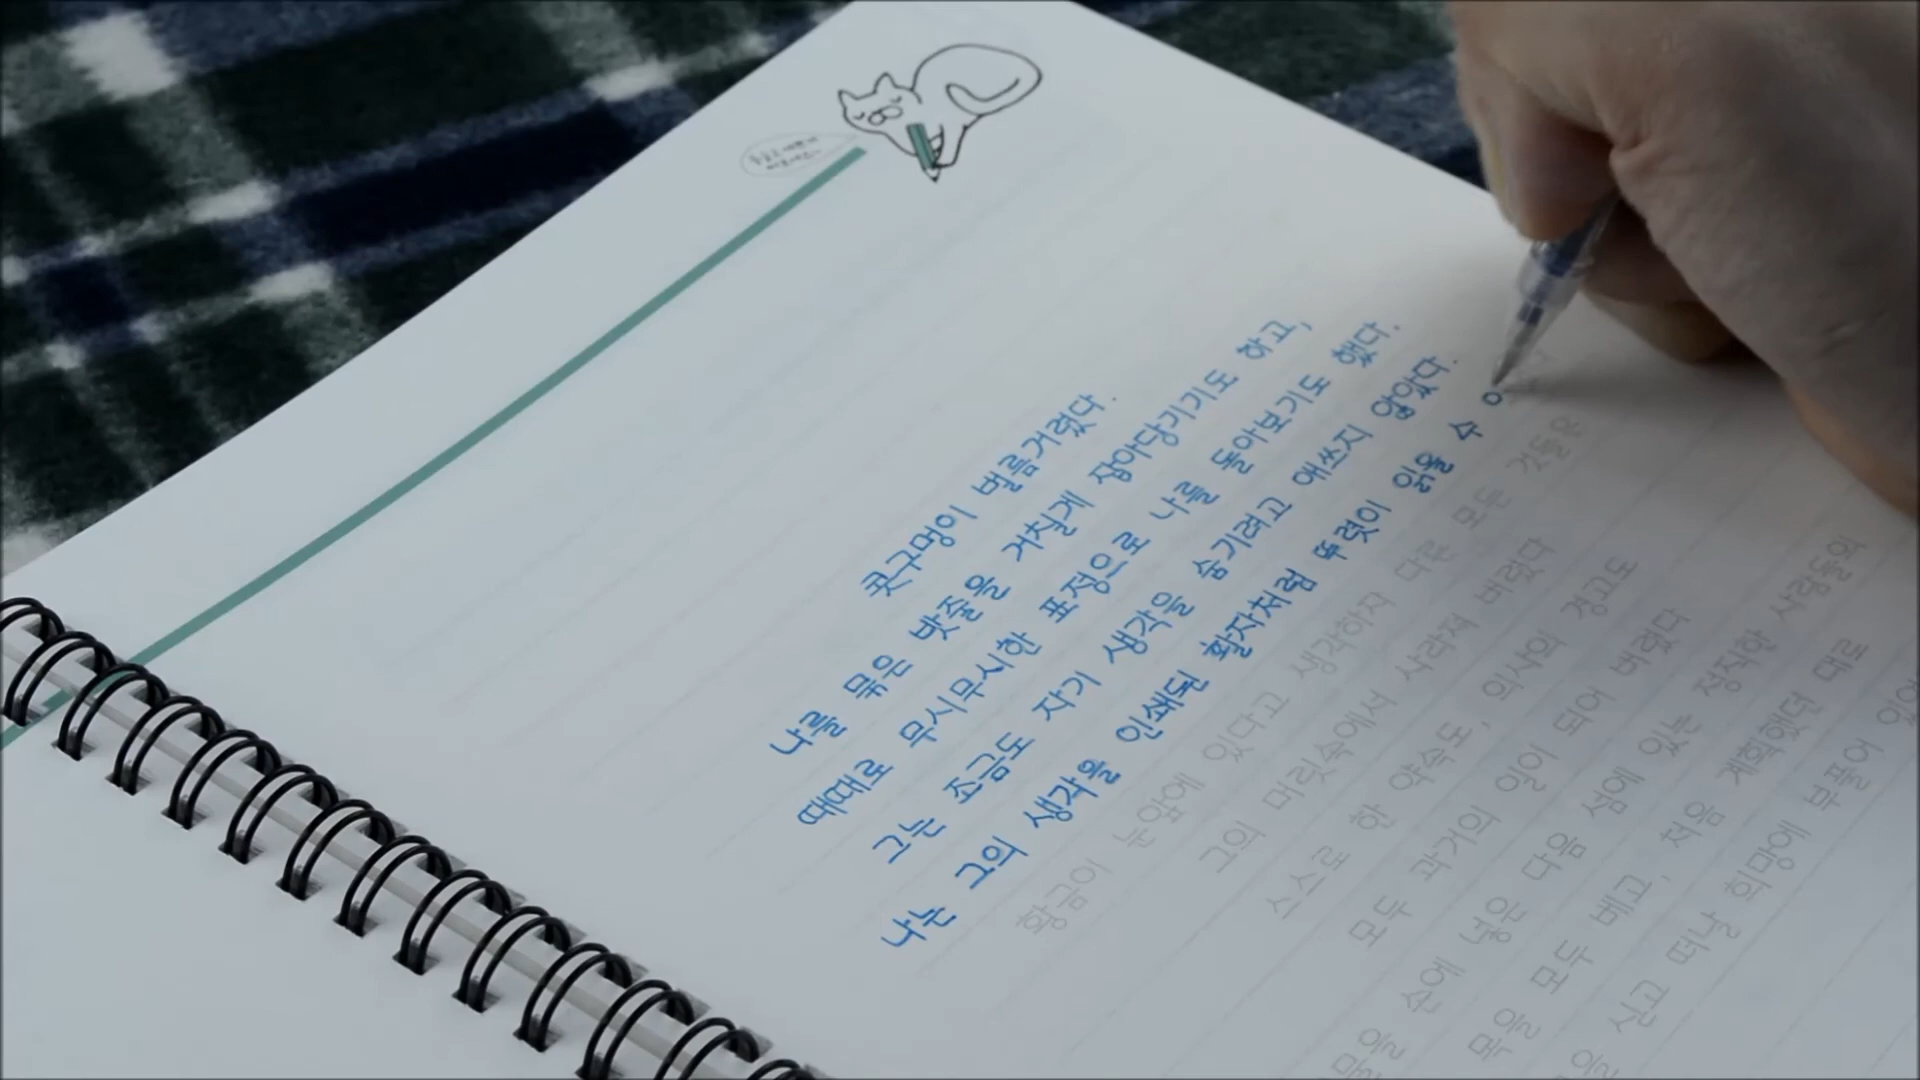 콧구멍이 벌름거렸다.
나를 묶은 밧줄을 거칠게 잡아당기기도 하고,
때때로 무시무시한 표정으로 나를 돌아보기도 했다.
그는 조금도 자기 생각을 숨기려고 애쓰지 않았다.
나는 그의 생각을 인쇄된 활자처럼 뚜렷이 읽을 수 이
황금이 눈앞에 있다고 생각하자 다른 모든 것들은
그의 머릿속에서 사라져 버렸다
스스로 한 약속도, 의사의 경고도
모두 과거의 일이 되어 버렸다
손에 넣은 다음 섬에 있는 정직한 사람들의
목을 모두 베고, 처음 계획했던 대로
싣고 떠날 희망에 부풀어